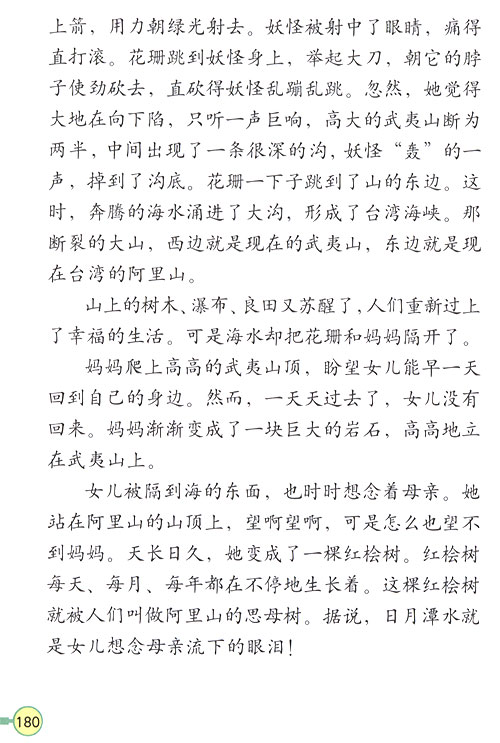 上箭，用力朝绿光射去。妖怪被射中了眼睛，痛得
直打滚。花珊跳到妖怪身上，举起大刀，朝它的脖
子使劲砍去，直砍得妖怪乱蹦乱跳。忽然，她觉得
大地在向下陷，只听一声巨响，高大的武夷山断为
两半，中间出现了一条很深的沟，妖怪“轰”的一
声，掉到了沟底。花珊一下子跳到了山的东边。这
时，奔腾的海水涌进了大沟，形成了台湾海峡。那
断裂的大山，西边就是现在的武夷山，东边就是现
在台湾的阿里山。
山上的树木、瀑布、良田又苏醒了，人们重新过上
了幸福的生活。可是海水却把花珊和妈妈隔开了。
妈妈爬上高高的武夷山顶，盼望女儿能早一天
回到自己的身边。然而，一天天过去了，女儿没有
回来。妈妈渐渐变成了一块巨大的岩石，高高地立
在武夷山上。
女儿被隔到海的东面，也时时想念着母亲。她
站在阿里山的山顶上，望啊望啊，可是怎么也望不
到妈妈。天长日久，她变成了一棵红桧树。红桧树
每天、每月、每年都在不停地生长着。这棵红桧树
就被人们叫做阿里山的思母树。据说，日月潭水就
是女儿想念母亲流下的眼泪！
180